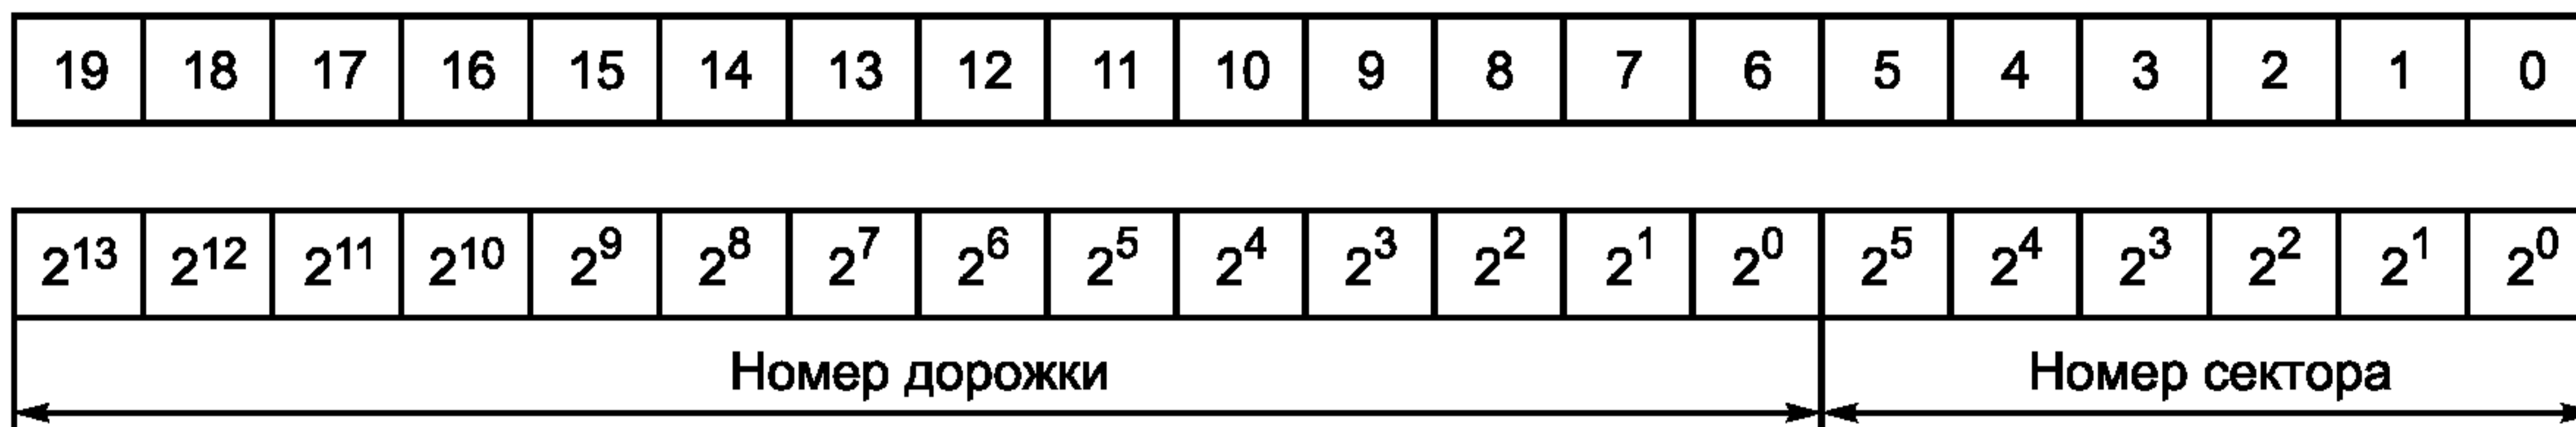 19 18 17 16 15 14 13 12 11 10 9 8 7 6 5 4 3 2 1 0
2¹³ 2¹² 2¹¹ 2¹⁰ 2⁹ 2⁸ 2⁷ 2⁶ 2⁵ 2⁴ 2³ 2² 2¹ 2⁰ 2⁵ 2⁴ 2³ 2² 2¹ 2⁰
Номер дорожки Номер сектора